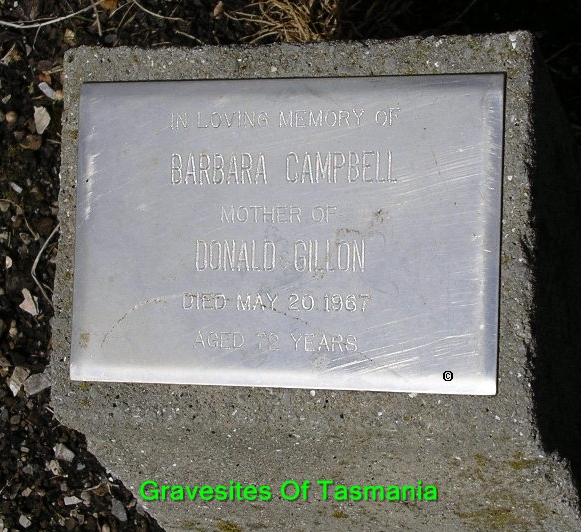 IN LOVING MEMORY OF
BARBARA CAMPBELL
MOTHER OF
DONALD GILLON
DIED MAY 20 1967
AGED 72 YEARS
©
Gravesites Of Tasmania